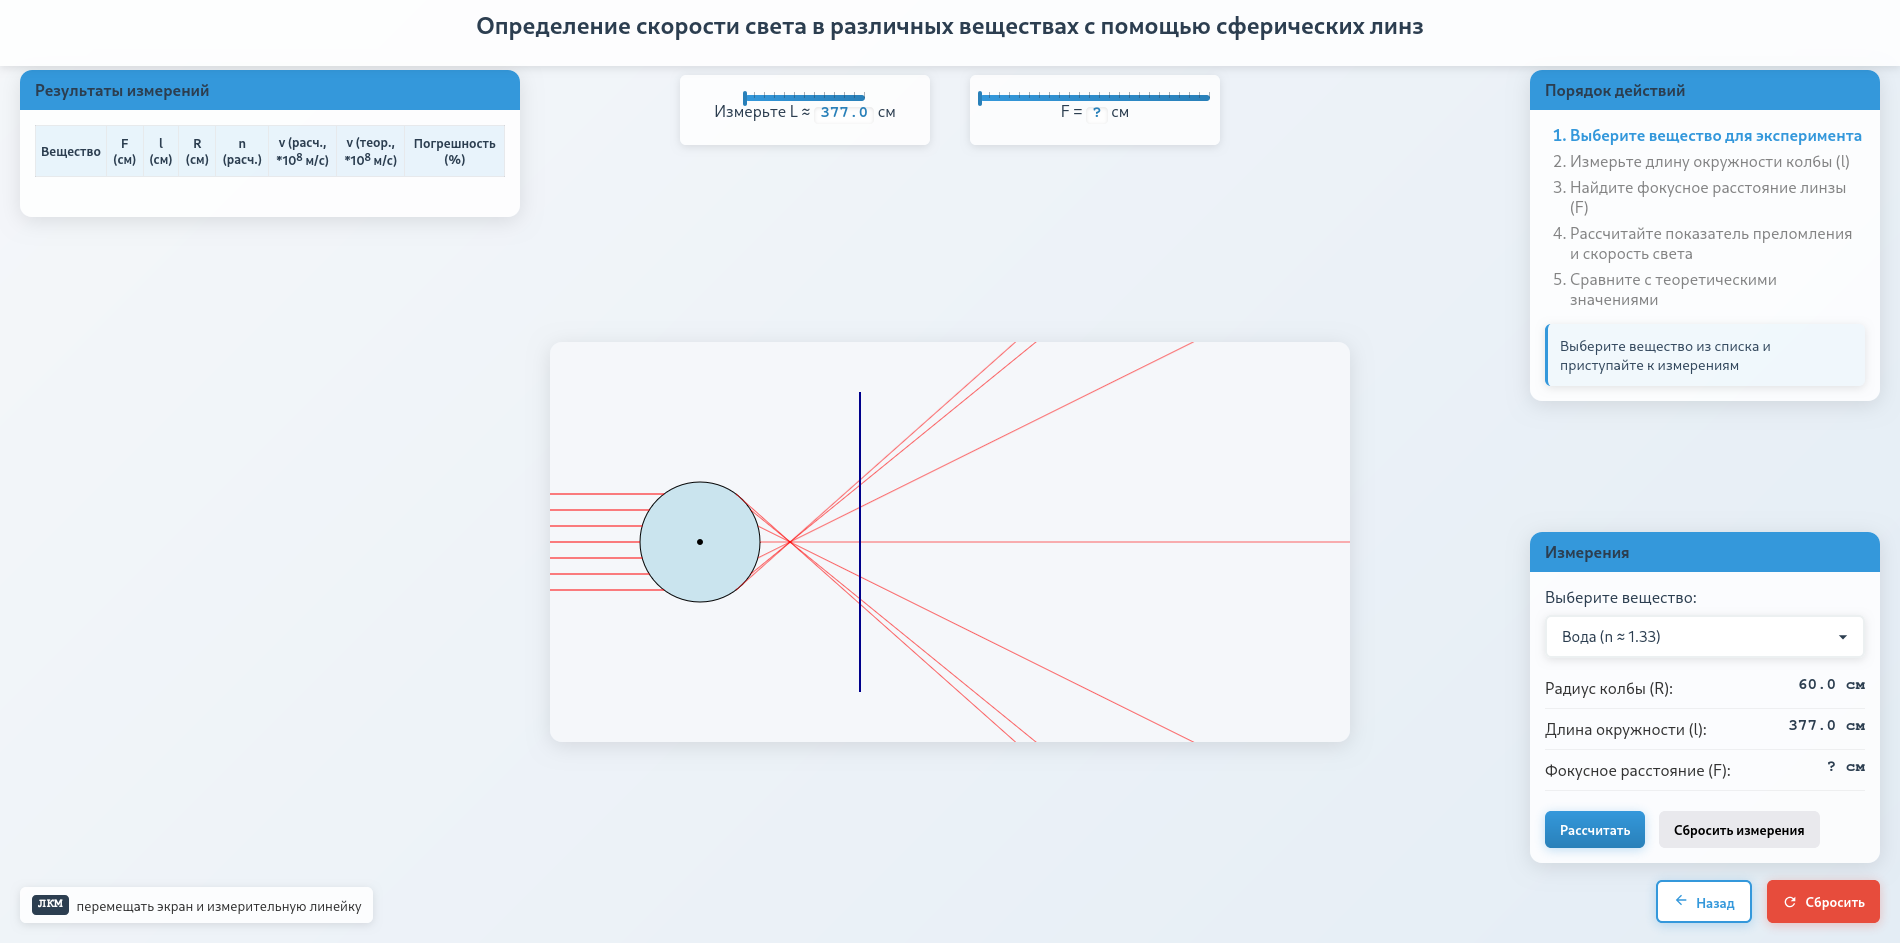 Определение скорости света в различных веществах с помощью сферических линз
Результаты измерений
Вещество F (см) l (см) R (см) n (расч.) v (расч., *10⁸ м/с) v (теор., *10⁸ м/с) Погрешность (%)
Измерьте L ≈ 377.0 см
F = ? см
Порядок действий
1. Выберите вещество для эксперимента
2. Измерьте длину окружности колбы (l)
3. Найдите фокусное расстояние линзы
(F)
4. Рассчитайте показатель преломления
и скорость света
5. Сравните с теоретическими
значениями
Выберите вещество из списка и
приступайте к измерениям
Измерения
Выберите вещество:
Вода (n ≈ 1.33)
Радиус колбы (R): 60.0 см
Длина окружности (l): 377.0 см
Фокусное расстояние (F): ? см
Рассчитать Сбросить измерения
ЛКМ перемещать экран и измерительную линейку
Назад Сбросить